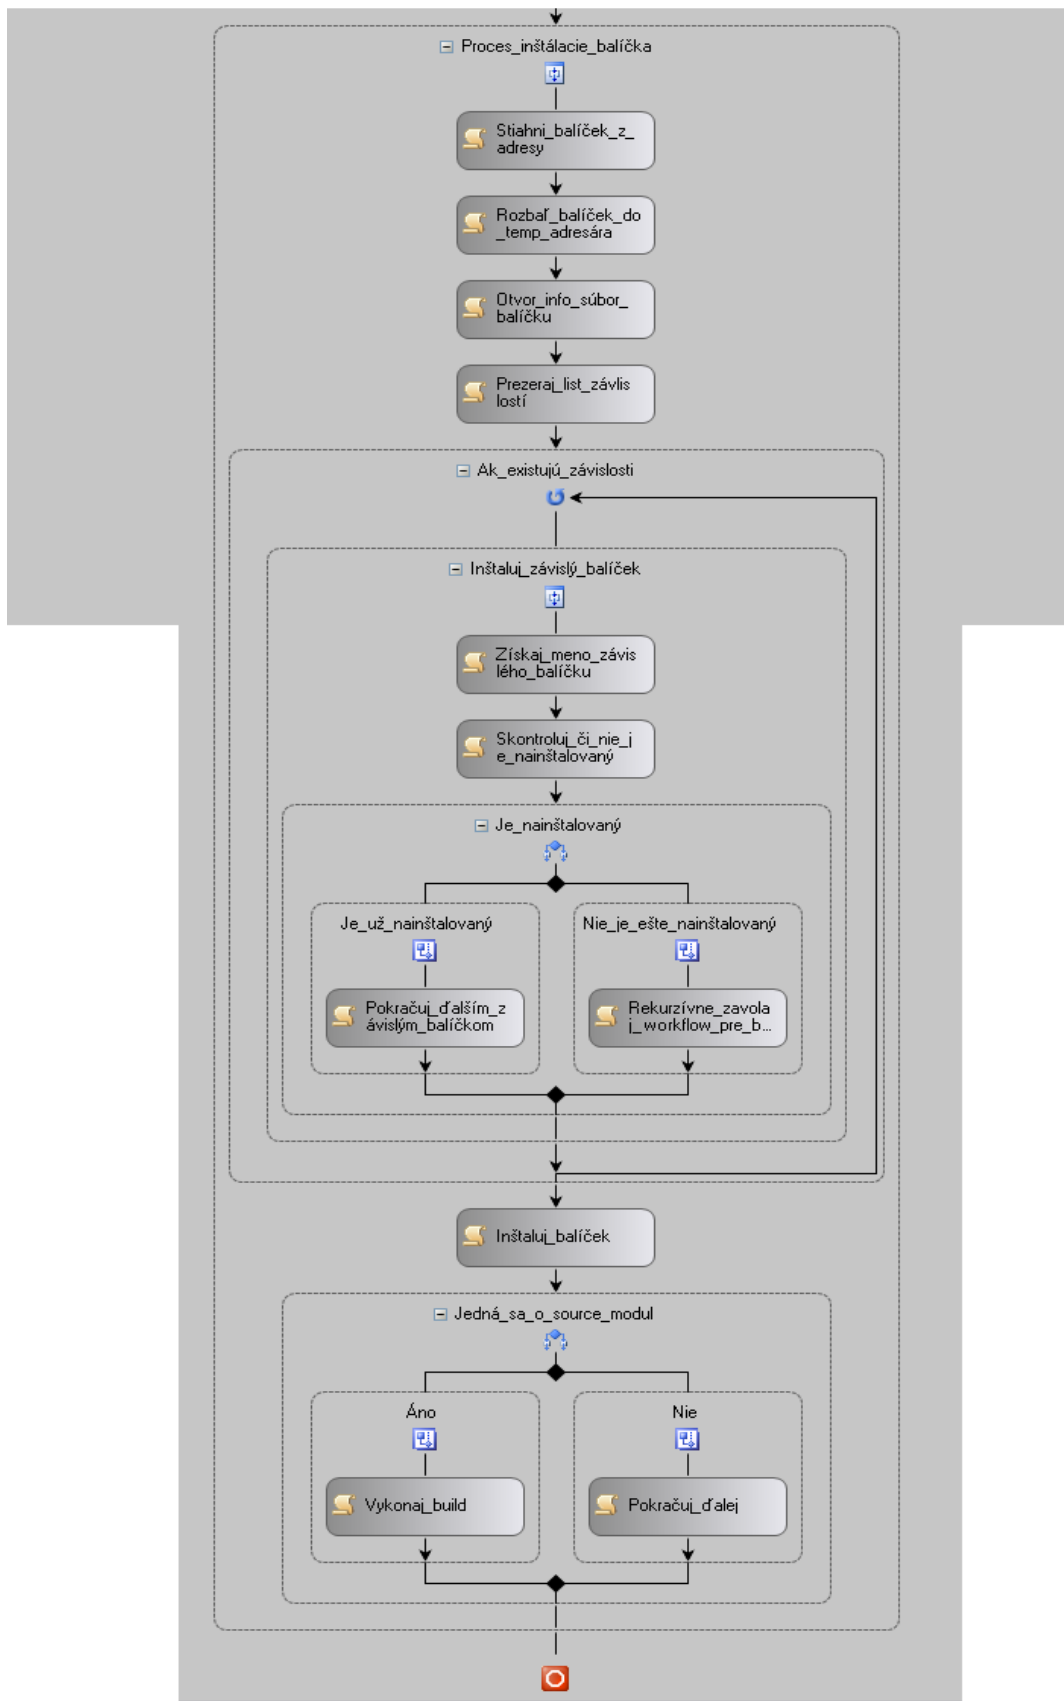 Proces_inštálacie_balíčka
Stiahni_balíček_z_
adresy
Rozbaľ_balíček_do
_temp_adresára
Otvor_info_súbor_
balíčku
Prezeraj_list_závlis
lostí
Ak_existujú_závislosti
Inštaluj_závislý_balíček
Získaj_meno_závis
lého_balíčku
Skontroluj_či_nie_j
e_nainštalovaný
Je_nainštalovaný
Je_už_nainštalovaný
Nie_je_ešte_nainštalovaný
Pokračuj_ďalším_z
ávislým_balíčkom
Rekurzívne_zavola
j_workflow_pre_b...
Inštaluj_balíček
Jedná_sa_o_source_modul
Áno
Nie
Vykonaj_build
Pokračuj_ďalej